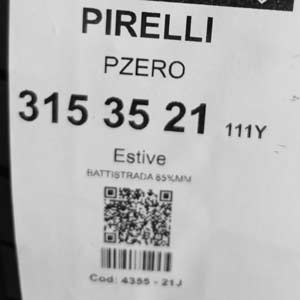 PIRELLI
PZERO
315 35 21 111Y
Estive
BATTISTRADA 85%MM
Cod: 4355 - 21J